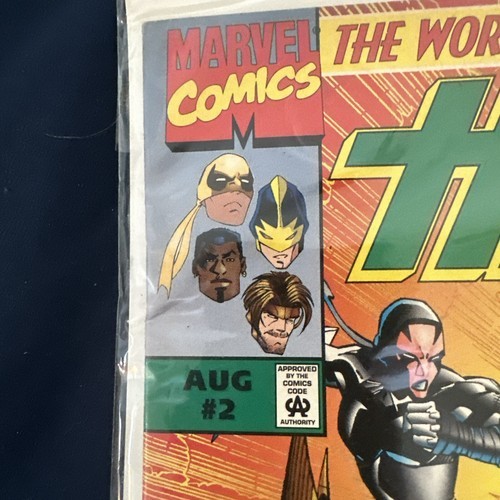 MARVEL
COMICS
THE WOR
H
AUG
#2
APPROVED
BY THE
COMICS
CODE
CA
AUTHORITY